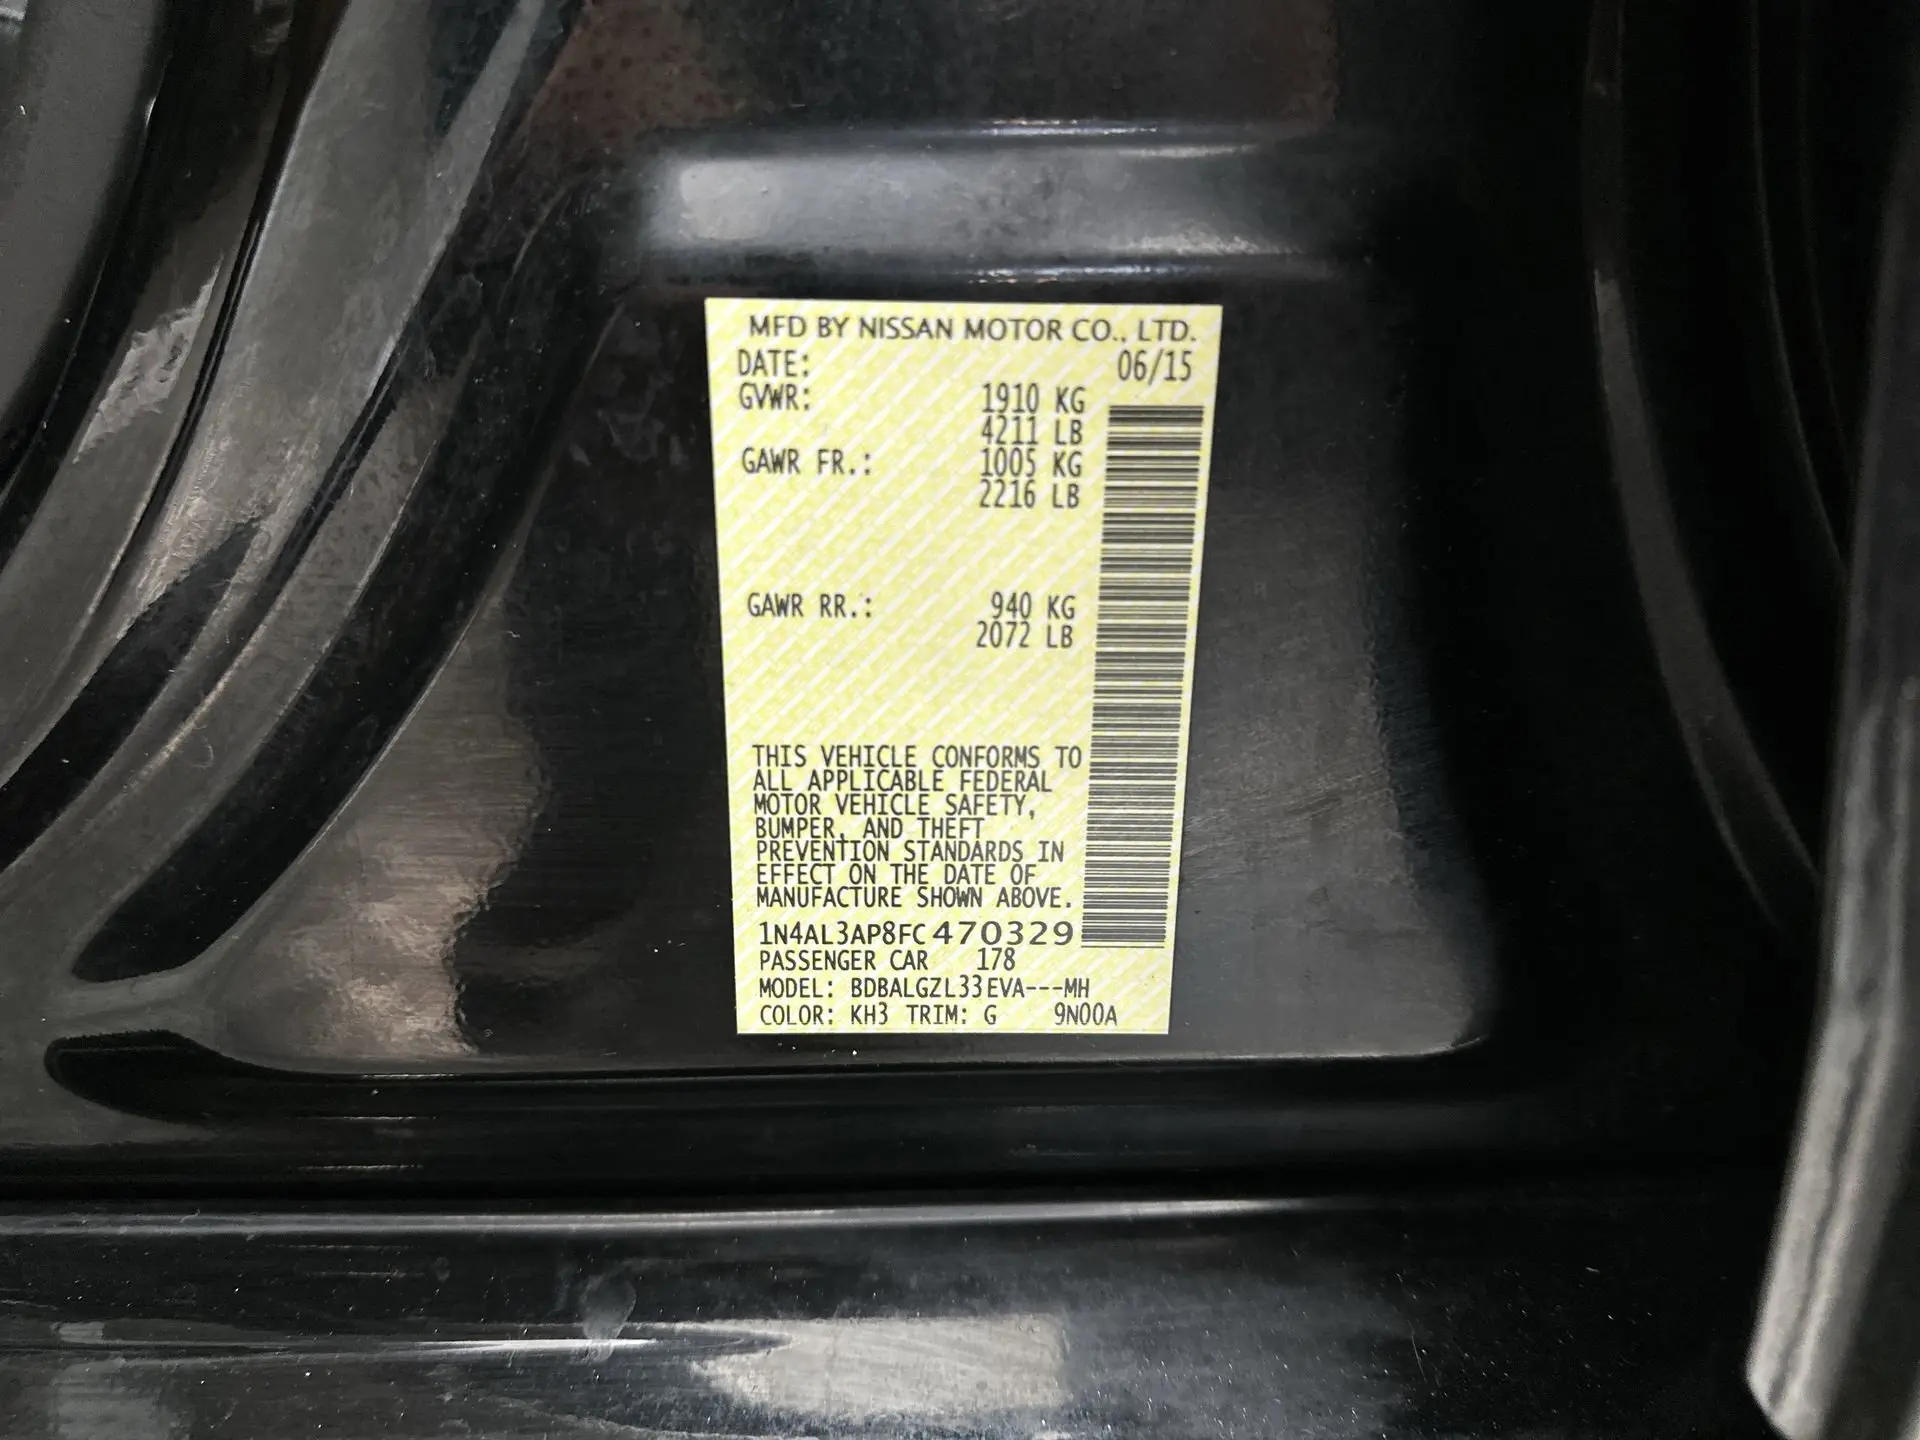 MFD BY NISSAN MOTOR CO., LTD.
DATE: 06/15
GVWR: 1910 KG
4211 LB
GAWR FR.: 1005 KG
2216 LB
GAWR RR.: 940 KG
2072 LB
THIS VEHICLE CONFORMS TO
ALL APPLICABLE FEDERAL
MOTOR VEHICLE SAFETY,
BUMPER, AND THEFT
PREVENTION STANDARDS IN
EFFECT ON THE DATE OF
MANUFACTURE SHOWN ABOVE.
1N4AL3AP8FC470329
PASSENGER CAR 178
MODEL: BDBALGZL33EVA---MH
COLOR: KH3 TRIM: G 9N00A